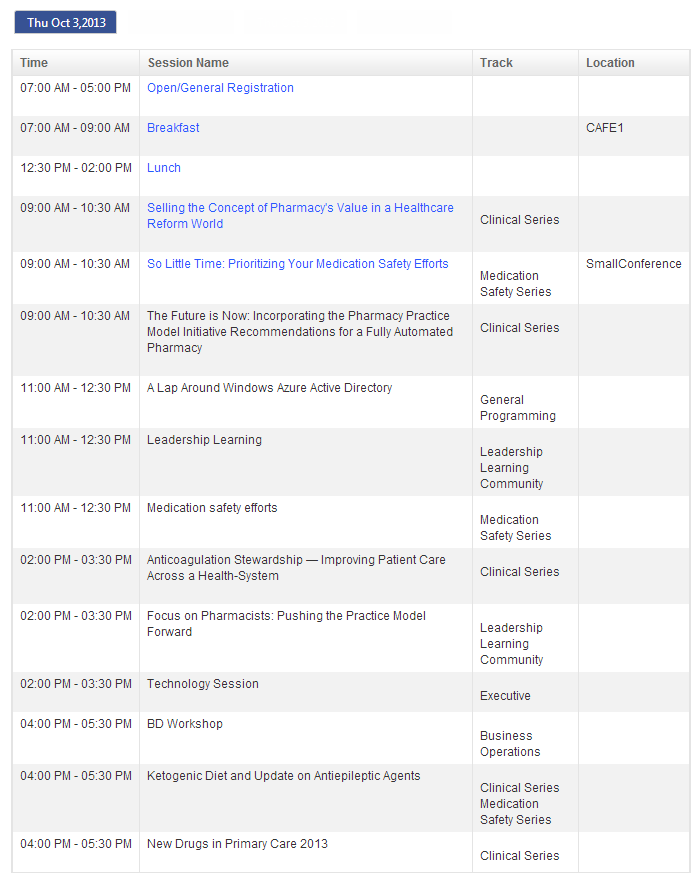 Thu Oct 3,2013
Time Session Name Track Location
07:00 AM - 05:00 PM Open/General Registration
07:00 AM - 09:00 AM Breakfast CAFE1
12:30 PM - 02:00 PM Lunch
09:00 AM - 10:30 AM Selling the Concept of Pharmacy's Value in a Healthcare
Reform World
Clinical Series
09:00 AM - 10:30 AM So Little Time: Prioritizing Your Medication Safety Efforts SmallConference
Medication
Safety Series
09:00 AM - 10:30 AM The Future is Now: Incorporating the Pharmacy Practice
Model Initiative Recommendations for a Fully Automated
Pharmacy
Clinical Series
11:00 AM - 12:30 PM A Lap Around Windows Azure Active Directory
General
Programming
11:00 AM - 12:30 PM Leadership Learning
Leadership
Learning
Community
11:00 AM - 12:30 PM Medication safety efforts
Medication
Safety Series
02:00 PM - 03:30 PM Anticoagulation Stewardship — Improving Patient Care
Across a Health-System
Clinical Series
02:00 PM - 03:30 PM Focus on Pharmacists: Pushing the Practice Model
Forward
Leadership
Learning
Community
02:00 PM - 03:30 PM Technology Session
Executive
04:00 PM - 05:30 PM BD Workshop
Business
Operations
04:00 PM - 05:30 PM Ketogenic Diet and Update on Antiepileptic Agents
Clinical Series
Medication
Safety Series
04:00 PM - 05:30 PM New Drugs in Primary Care 2013
Clinical Series